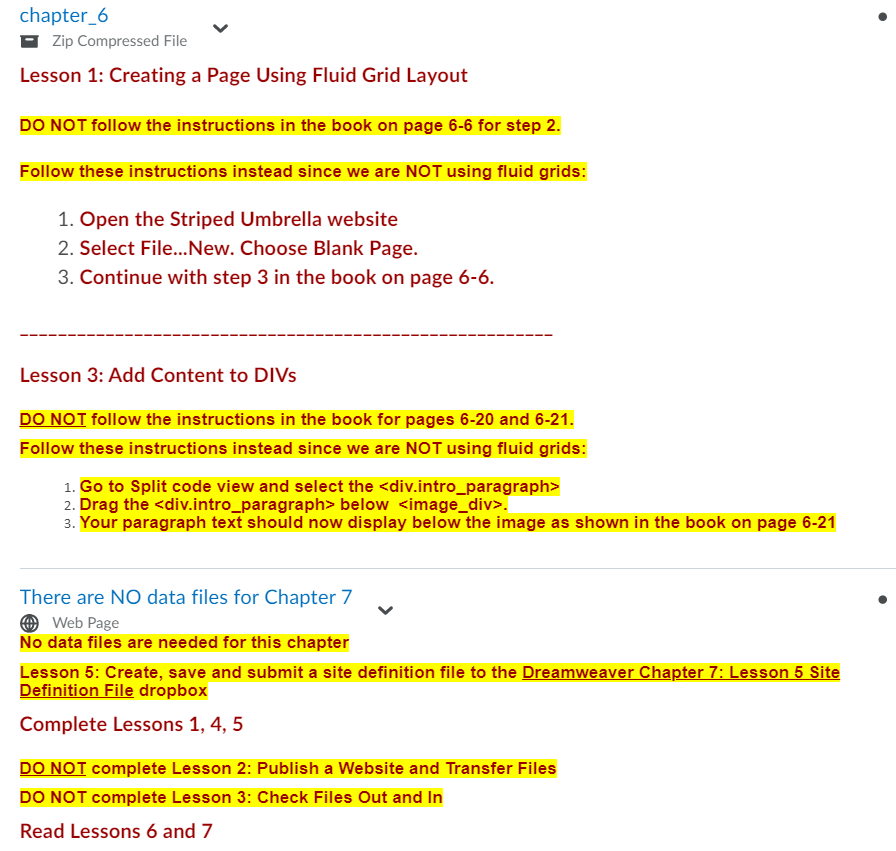 chapter_6
Zip Compressed File
Lesson 1: Creating a Page Using Fluid Grid Layout
DO NOT follow the instructions in the book on page 6-6 for step 2.
Follow these instructions instead since we are NOT using fluid grids:
1. Open the Striped Umbrella website
2. Select File...New. Choose Blank Page.
3. Continue with step 3 in the book on page 6-6.
________________________________________________________
Lesson 3: Add Content to DIVs
DO NOT follow the instructions in the book for pages 6-20 and 6-21.
Follow these instructions instead since we are NOT using fluid grids:
1. Go to Split code view and select the <div.intro_paragraph>
2. Drag the <div.intro_paragraph> below <image_div>.
3. Your paragraph text should now display below the image as shown in the book on page 6-21
There are NO data files for Chapter 7
Web Page
No data files are needed for this chapter
Lesson 5: Create, save and submit a site definition file to the Dreamweaver Chapter 7: Lesson 5 Site
Definition File dropbox
Complete Lessons 1, 4, 5
DO NOT complete Lesson 2: Publish a Website and Transfer Files
DO NOT complete Lesson 3: Check Files Out and In
Read Lessons 6 and 7